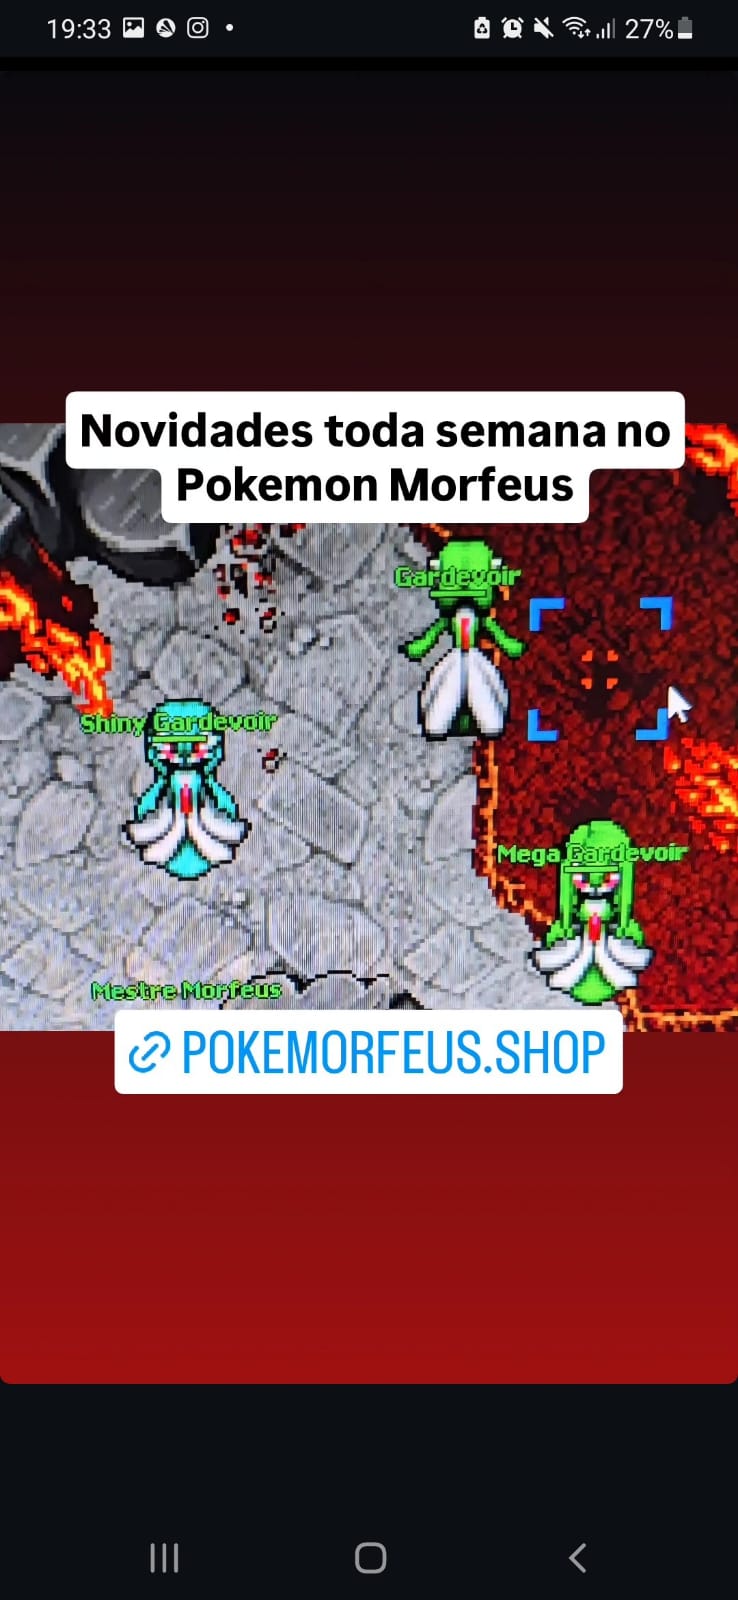 19:33
27%
Novidades toda semana no
Pokemon Morfeus
Gardevoir
Shiny Gardevoir
Mega Gardevoir
Mestre Morfeus
POKEMORFEUS.SHOP